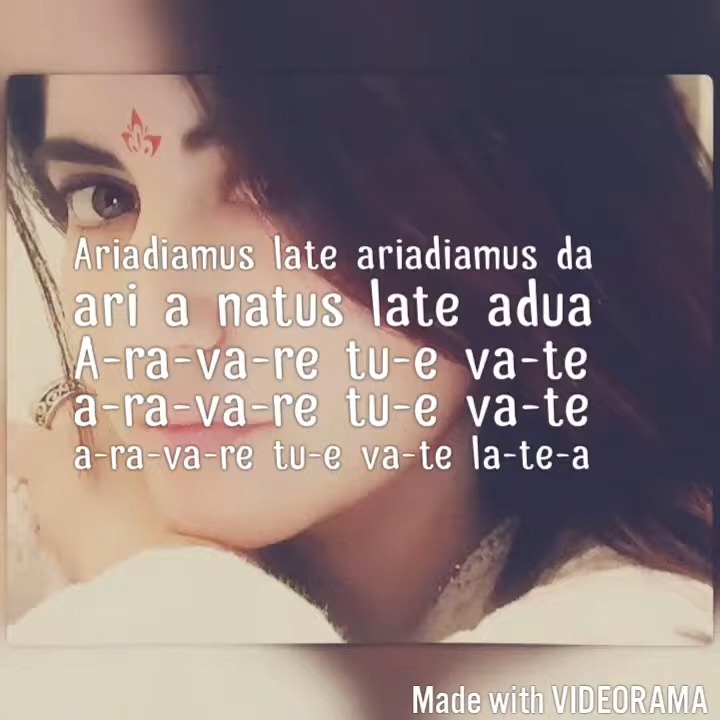 Ariadiamus late ariadiamus da
ari a natus late adua
A-ra-va-re tu-e va-te
a-ra-va-re tu-e va-te
a-ra-va-re tu-e va-te la-te-a
Made with VIDEORAMA